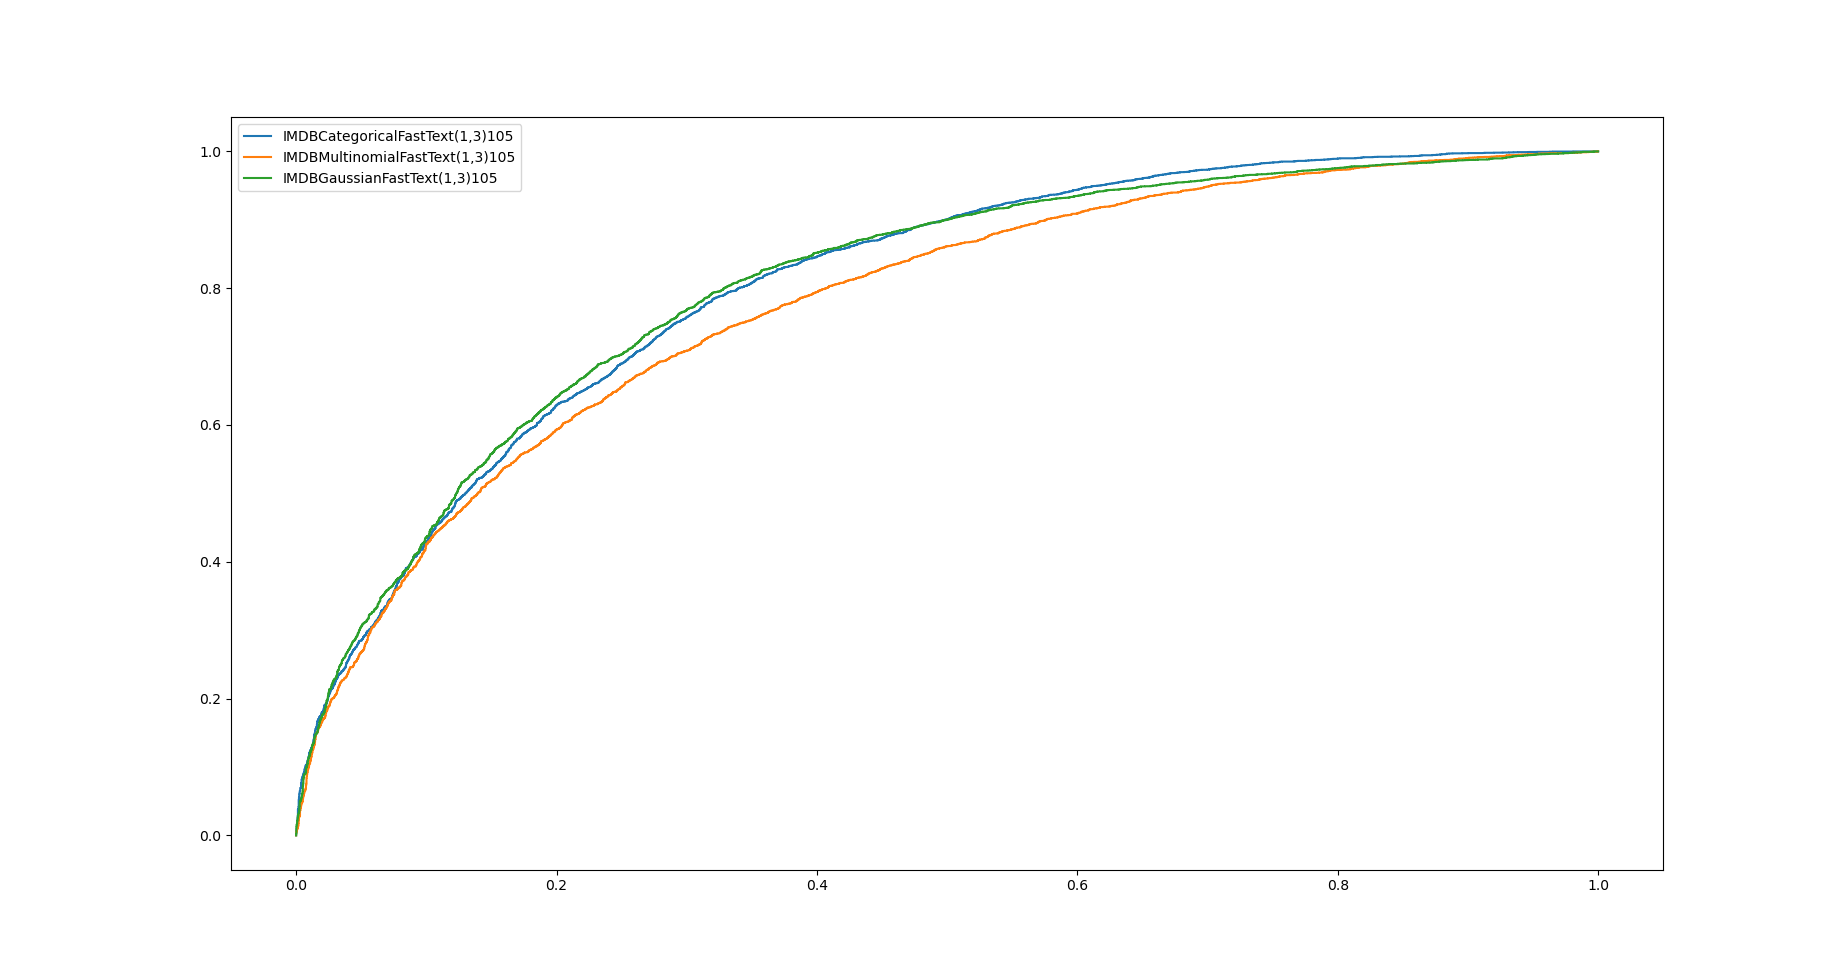 IMDBCategoricalFastText(1,3)105
IMDBMultinomialFastText(1,3)105
IMDBGaussianFastText(1,3)105
1.0
0.8
0.6
0.4
0.2
0.0
0.0 0.2 0.4 0.6 0.8 1.0